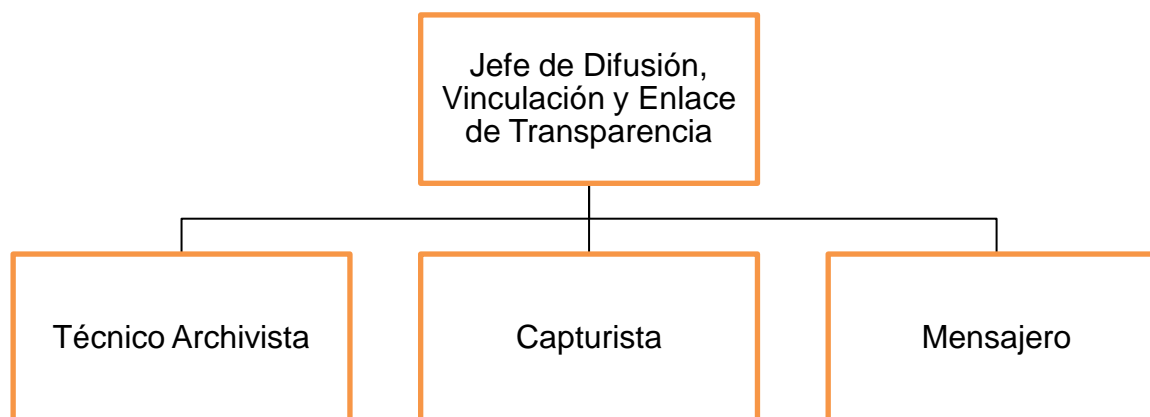 Jefe de Difusión,
Vinculación y Enlace
de Transparencia
Técnico Archivista
Capturista
Mensajero